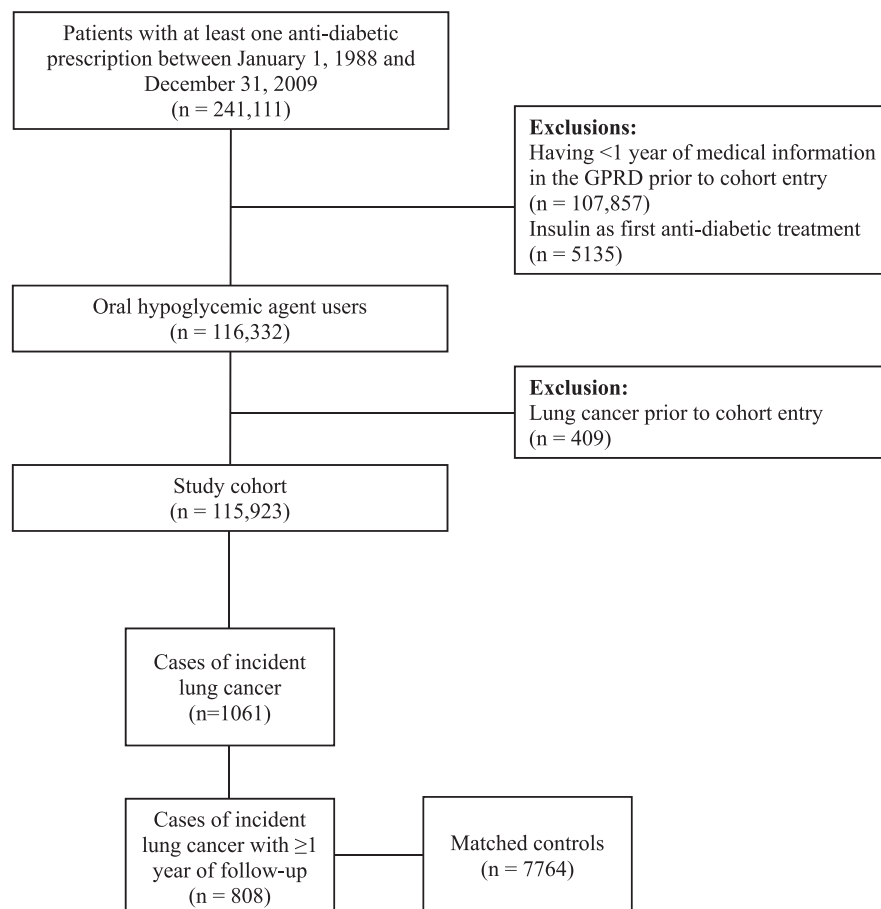 Patients with at least one anti-diabetic
prescription between January 1, 1988 and
December 31, 2009
(n = 241,111)
Exclusions:
Having <1 year of medical information
in the GPRD prior to cohort entry
(n = 107,857)
Insulin as first anti-diabetic treatment
(n = 5135)
Oral hypoglycemic agent users
(n = 116,332)
Exclusion:
Lung cancer prior to cohort entry
(n = 409)
Study cohort
(n = 115,923)
Cases of incident
lung cancer
(n=1061)
Cases of incident
lung cancer with ≥1
year of follow-up
(n = 808)
Matched controls
(n = 7764)